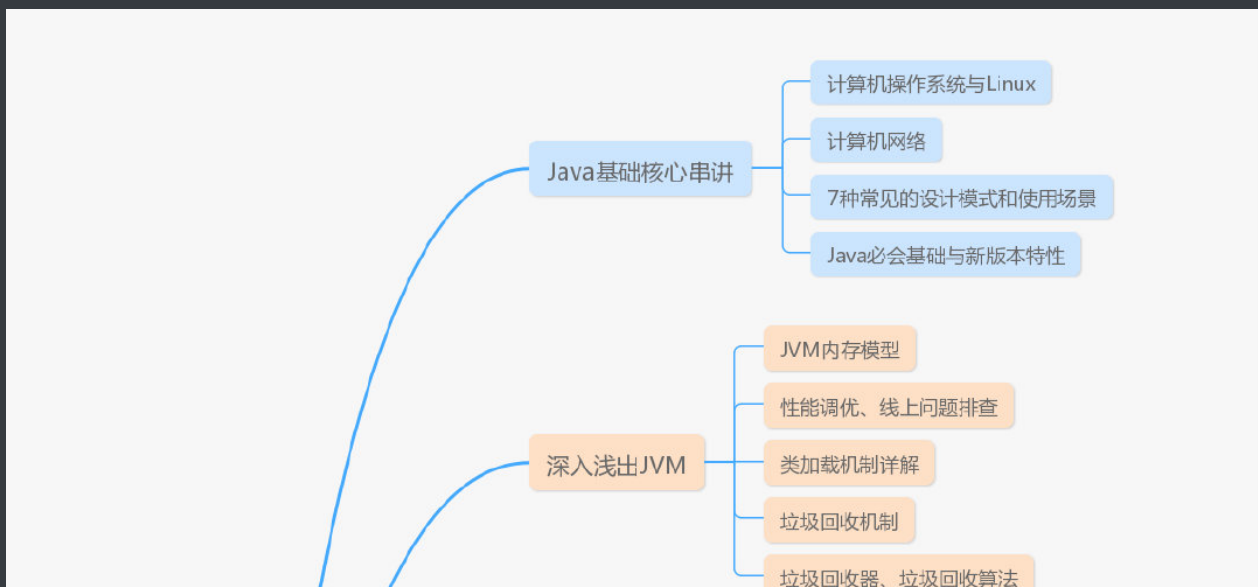 Java基础核心串讲
计算机操作系统与Linux
计算机网络
7种常见的设计模式和使用场景
Java必会基础与新版本特性
深入浅出JVM
JVM内存模型
性能调优、线上问题排查
类加载机制详解
垃圾回收机制
垃圾回收器、垃圾回收算法